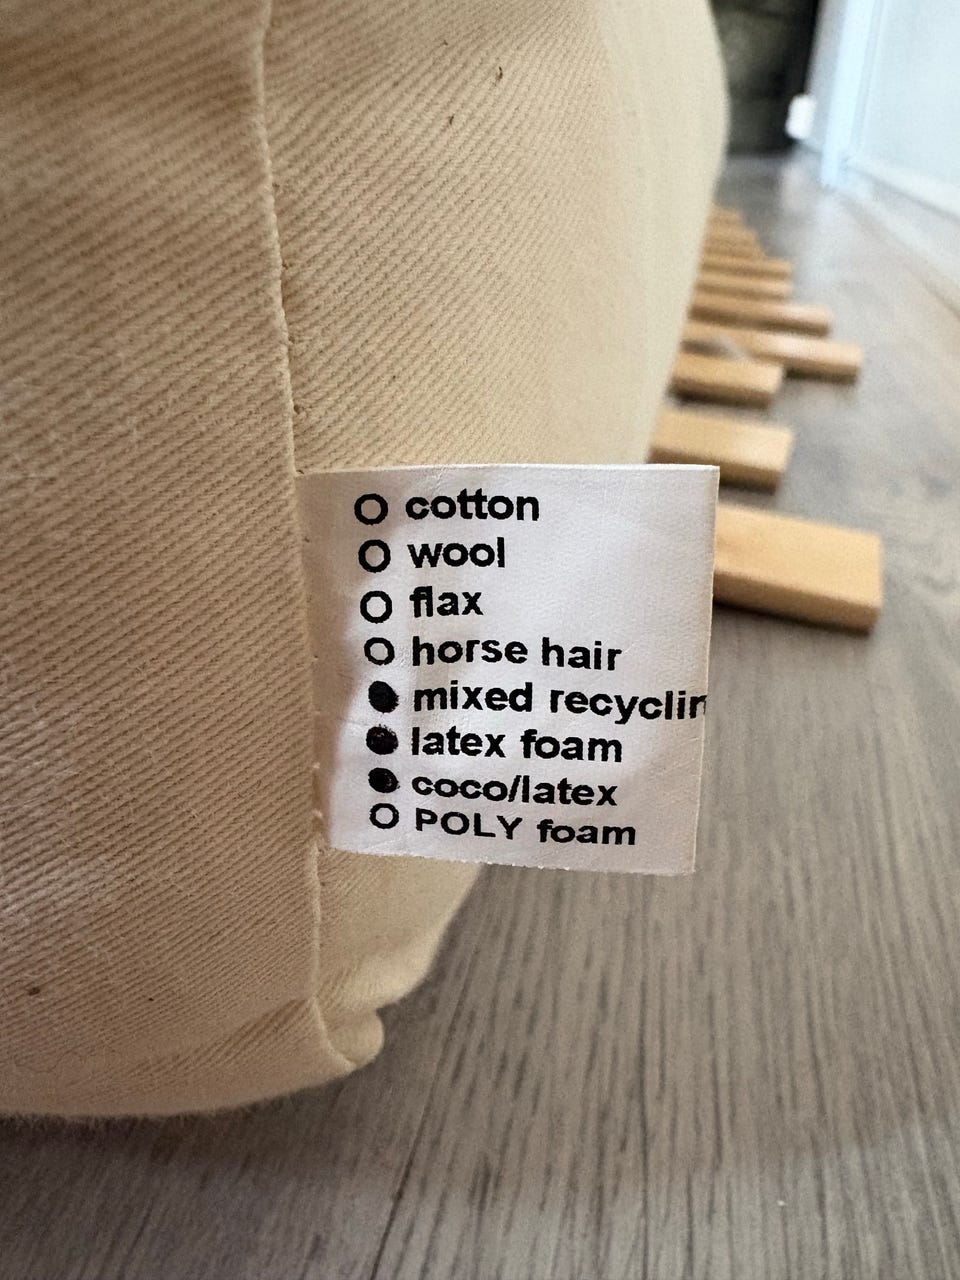 cotton
wool
flax
horse hair
mixed recyclin
latex foam
coco/latex
POLY foam